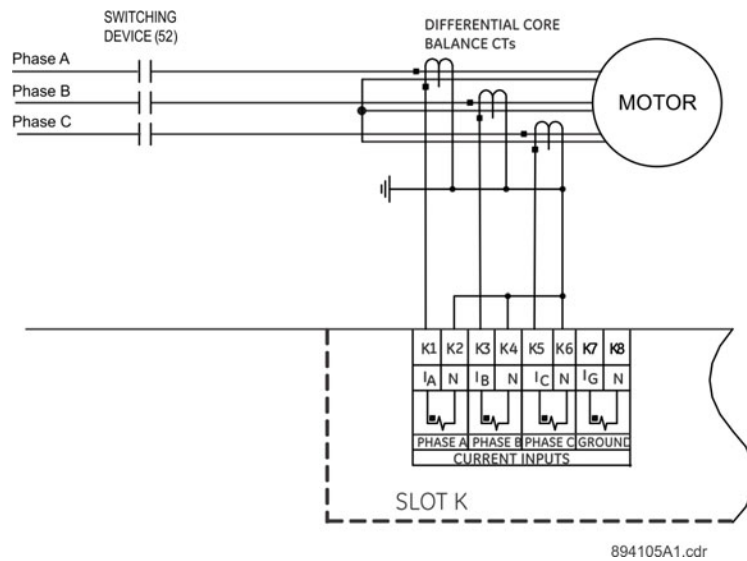 SWITCHING
DEVICE (52)
DIFFERENTIAL CORE
BALANCE CTs
Phase A
Phase B
Phase C
MOTOR
K1 K2 K3 K4 K5 K6 K7 K8
IA N IB N IC N IG N
PHASE A PHASE B PHASE C GROUND
CURRENT INPUTS
SLOT K
894105A1.cdr